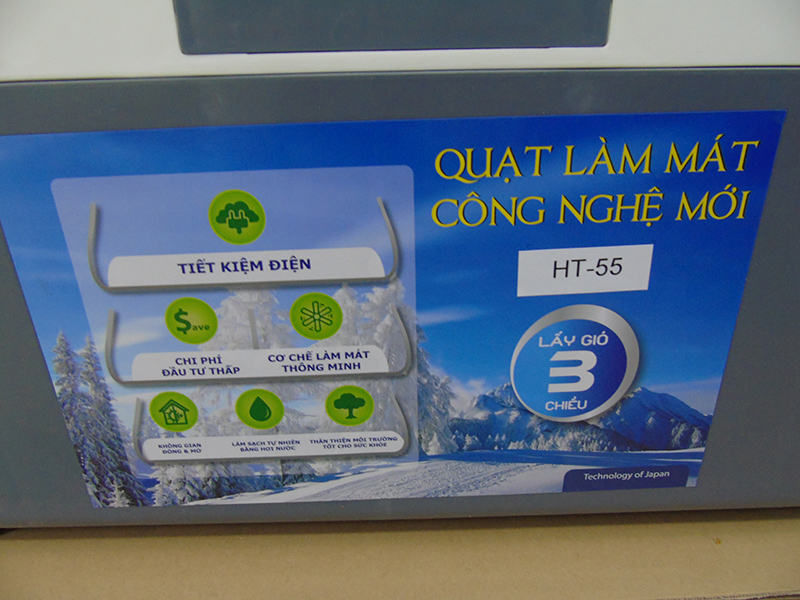 QUẠT LÀM MÁT
CÔNG NGHỆ MỚI
HT-55
LẤY GIÓ
3
CHIỀU
TIẾT KIỆM ĐIỆN
$ave
CHI PHÍ
ĐẦU TƯ THẤP
CƠ CHẾ LÀM MÁT
THÔNG MINH
KHÔNG GIAN
ĐÓNG & MỞ
LÀM SẠCH TỰ NHIÊN
BẰNG HƠI NƯỚC
THÂN THIỆN MÔI TRƯỜNG
TỐT CHO SỨC KHỎE
Technology of Japan